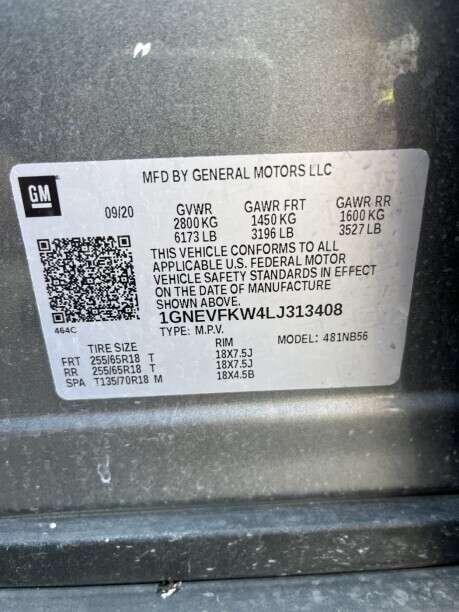 GM
MFD BY GENERAL MOTORS LLC
09/20 GVWR GAWR FRT GAWR RR
2800 KG 1450 KG 1600 KG
6173 LB 3196 LB 3527 LB
THIS VEHICLE CONFORMS TO ALL
APPLICABLE U.S. FEDERAL MOTOR
VEHICLE SAFETY STANDARDS IN EFFECT
ON THE DATE OF MANUFACTURE
SHOWN ABOVE.
1GNEVFKW4LJ313408
464C
TYPE: M.P.V. MODEL: 481NB56
TIRE SIZE RIM
FRT 255/65R18 T 18X7.5J
RR 255/65R18 T 18X7.5J
SPA T135/70R18 M 18X4.5B